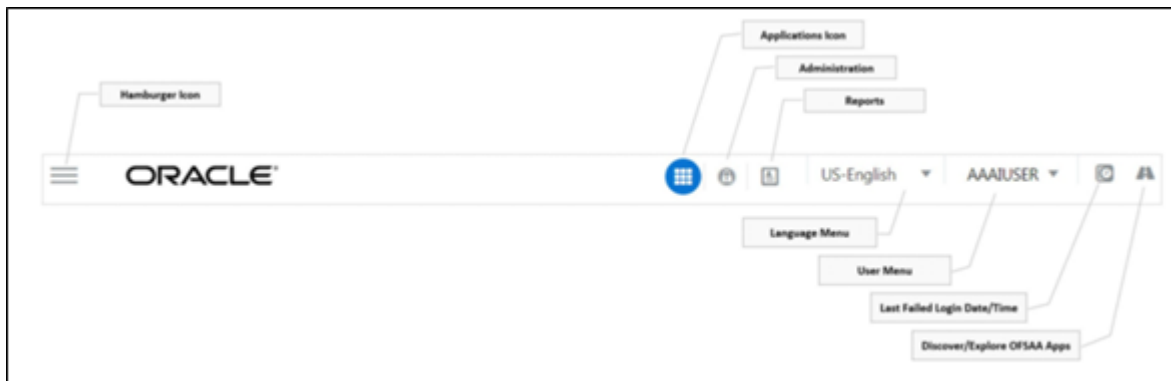 Applications Icon
Administration
Hamburger Icon
Reports
ORACLE
US-English
AAAIUSER
Language Menu
User Menu
Last Failed Login Date/Time
Discover/Explore OFSAA Apps